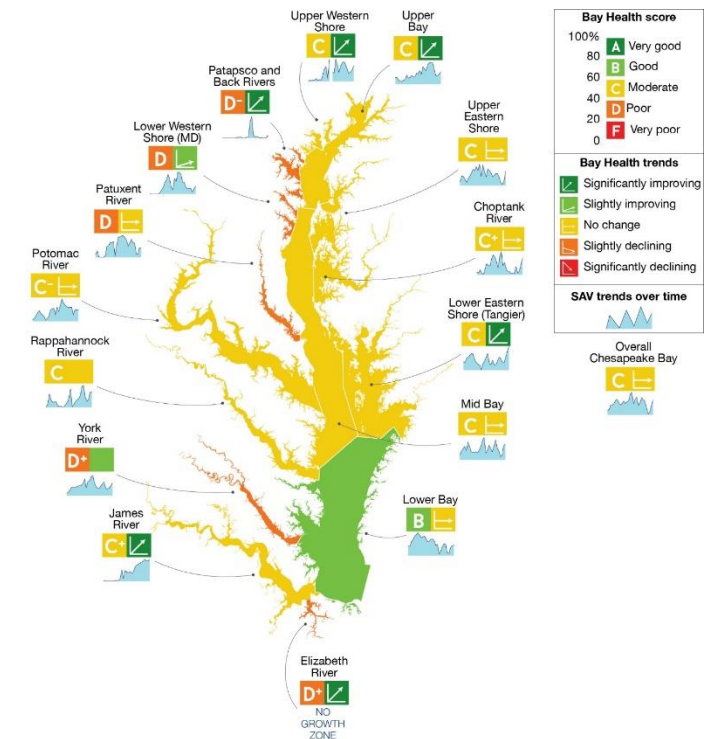 Upper Western
Shore
C
Upper
Bay
C
Patapsco and
Back Rivers
D-
Lower Western
Shore (MD)
D
Patuxent
River
D
Potomac
River
C-
Rappahannock
River
C
York
River
D+
James
River
C+
Elizabeth
River
D+
NO
GROWTH
ZONE
Upper
Eastern
Shore
C
Choptank
River
C+
Lower Eastern
Shore (Tangier)
C
Mid Bay
C
Lower Bay
B
Bay Health score
100%
A Very good
80
B Good
60
C Moderate
40
D Poor
20
F Very poor
0
Bay Health trends
Significantly improving
Slightly improving
No change
Slightly declining
Significantly declining
SAV trends over time
Overall
Chesapeake Bay
C